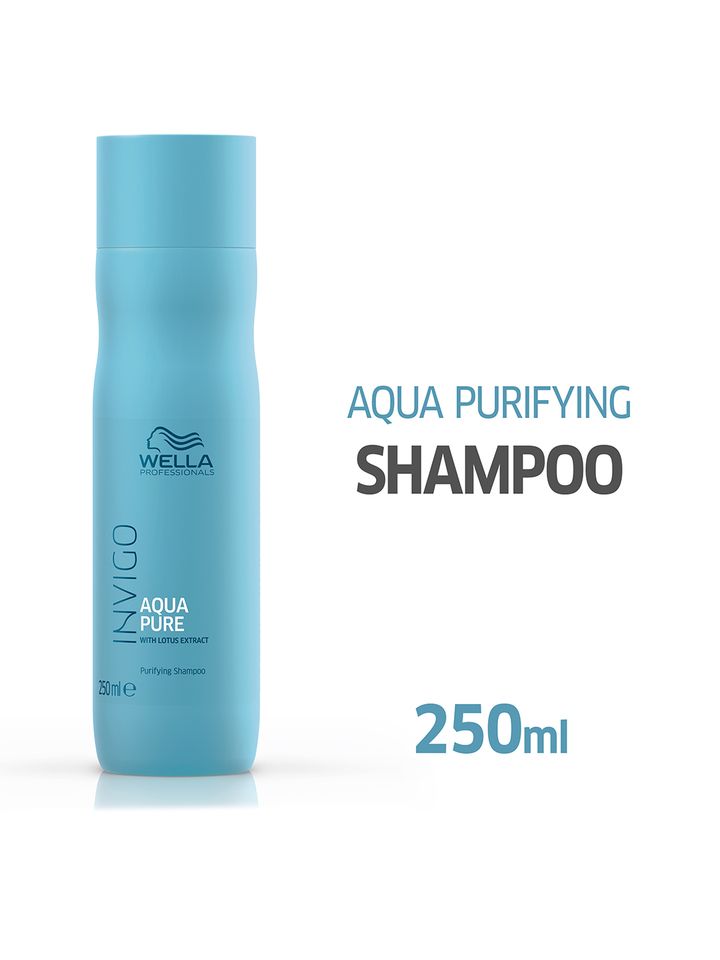 WELLA
PROFESSIONALS
INVIGO
AQUA
PURE
WITH LOTUS EXTRACT
Purifying Shampoo
250 ml e
AQUA PURIFYING
SHAMPOO
250ml